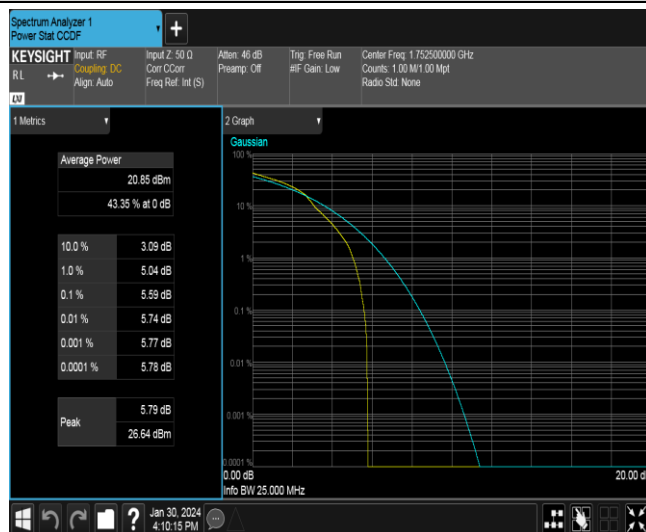 Spectrum Analyzer 1
Power Stat CCDF
+
KEYSIGHT
RL
LXI
Input: RF
Coupling: DC
Align: Auto
Input Z: 50 Ω
Corr CCorr
Freq Ref: Int (S)
Atten: 46 dB
Preamp: Off
Trig: Free Run
#IF Gain: Low
Center Freq: 1.752500000 GHz
Counts: 1.00 M/1.00 Mpt
Radio Std: None
1 Metrics
Average Power
20.85 dBm
43.35 % at 0 dB
10.0 % 3.09 dB
1.0 % 5.04 dB
0.1 % 5.59 dB
0.01 % 5.74 dB
0.001 % 5.77 dB
0.0001 % 5.78 dB
Peak
5.79 dB
26.64 dBm
2 Graph
Gaussian
100 %
10 %
1 %
0.1 %
0.01 %
0.001 %
0.0001 %
0.00 dB
20.00 d
Info BW 25.000 MHz
?
Jan 30, 2024
4:10:15 PM